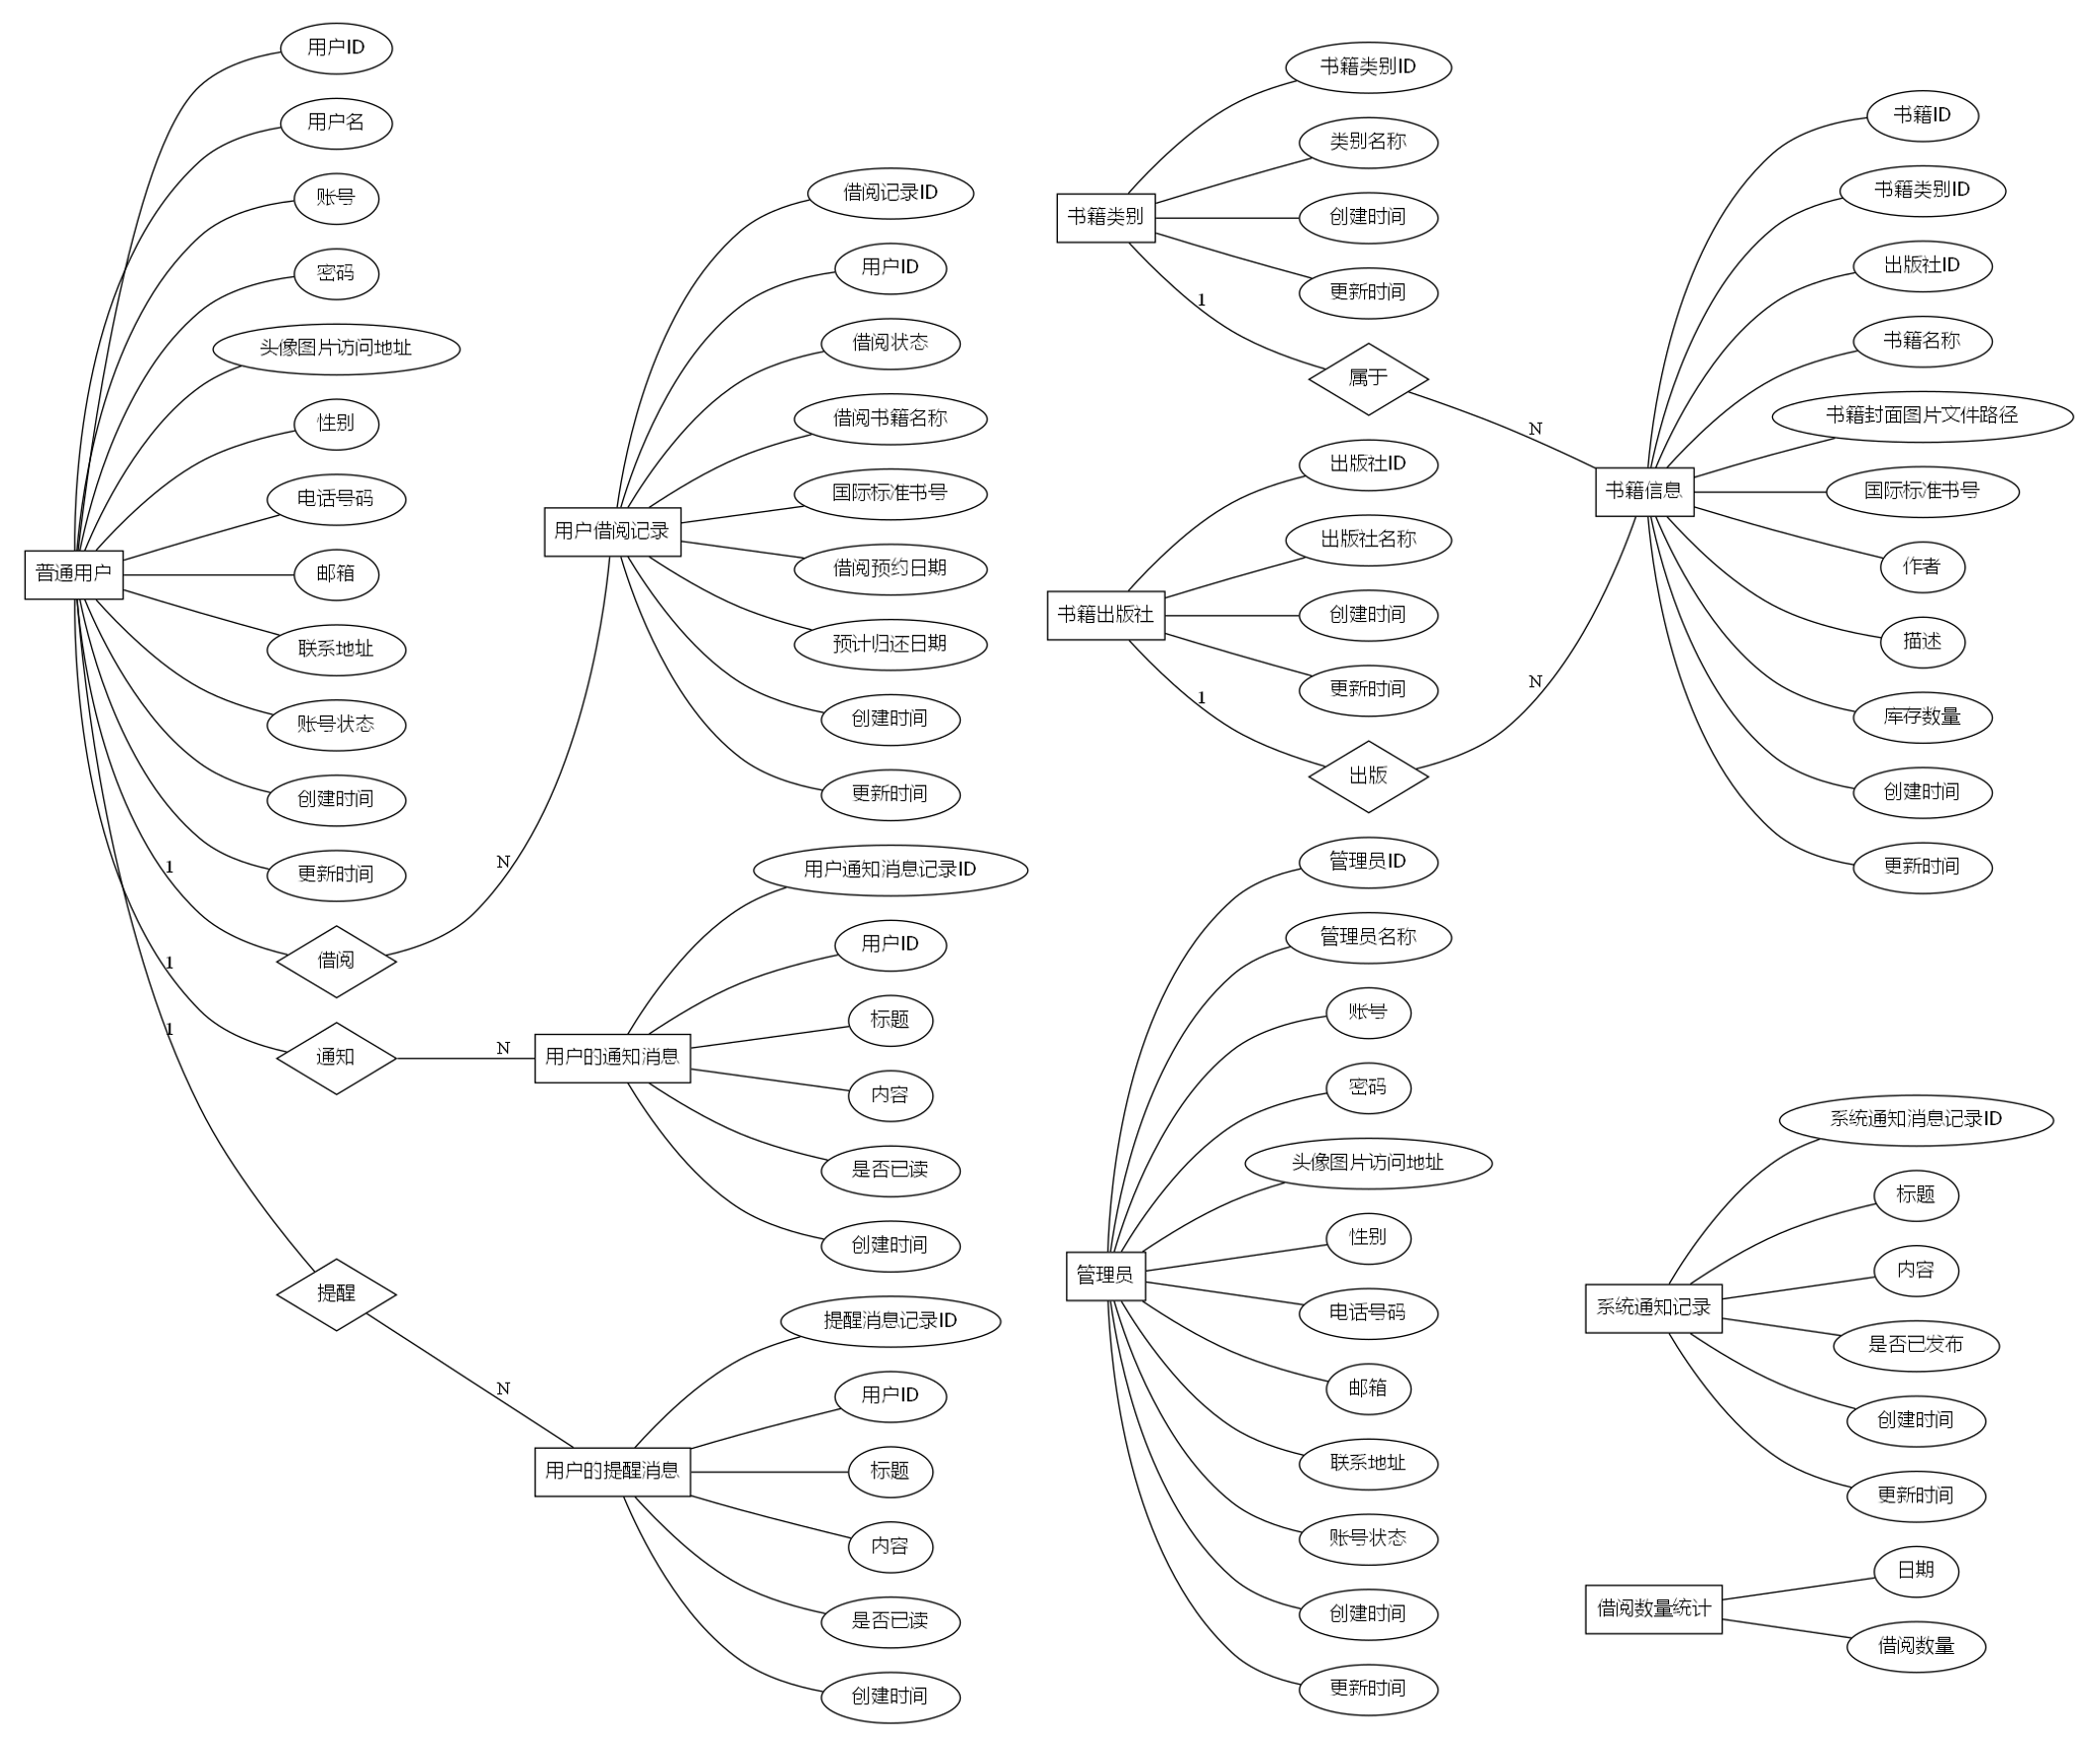 用户ID
用户名
账号
密码
头像图片访问地址
性别
电话号码
普通用户
邮箱
联系地址
账号状态
创建时间
更新时间
1
借阅
N
1
通知
N
1
提醒
N
借阅记录ID
用户ID
借阅状态
借阅书籍名称
国际标准书号
用户借阅记录
借阅预约日期
预计归还日期
创建时间
更新时间
用户通知消息记录ID
用户ID
标题
用户的通知消息
内容
是否已读
创建时间
提醒消息记录ID
用户ID
标题
用户的提醒消息
内容
是否已读
创建时间
书籍类别ID
类别名称
书籍类别
创建时间
更新时间
1
属于
N
出版社ID
出版社名称
书籍出版社
创建时间
更新时间
1
出版
N
书籍ID
书籍类别ID
出版社ID
书籍名称
书籍封面图片文件路径
书籍信息
国际标准书号
作者
描述
库存数量
创建时间
更新时间
管理员ID
管理员名称
账号
密码
头像图片访问地址
性别
管理员
电话号码
邮箱
联系地址
账号状态
创建时间
更新时间
系统通知消息记录ID
标题
内容
系统通知记录
是否已发布
创建时间
更新时间
日期
借阅数量统计
借阅数量